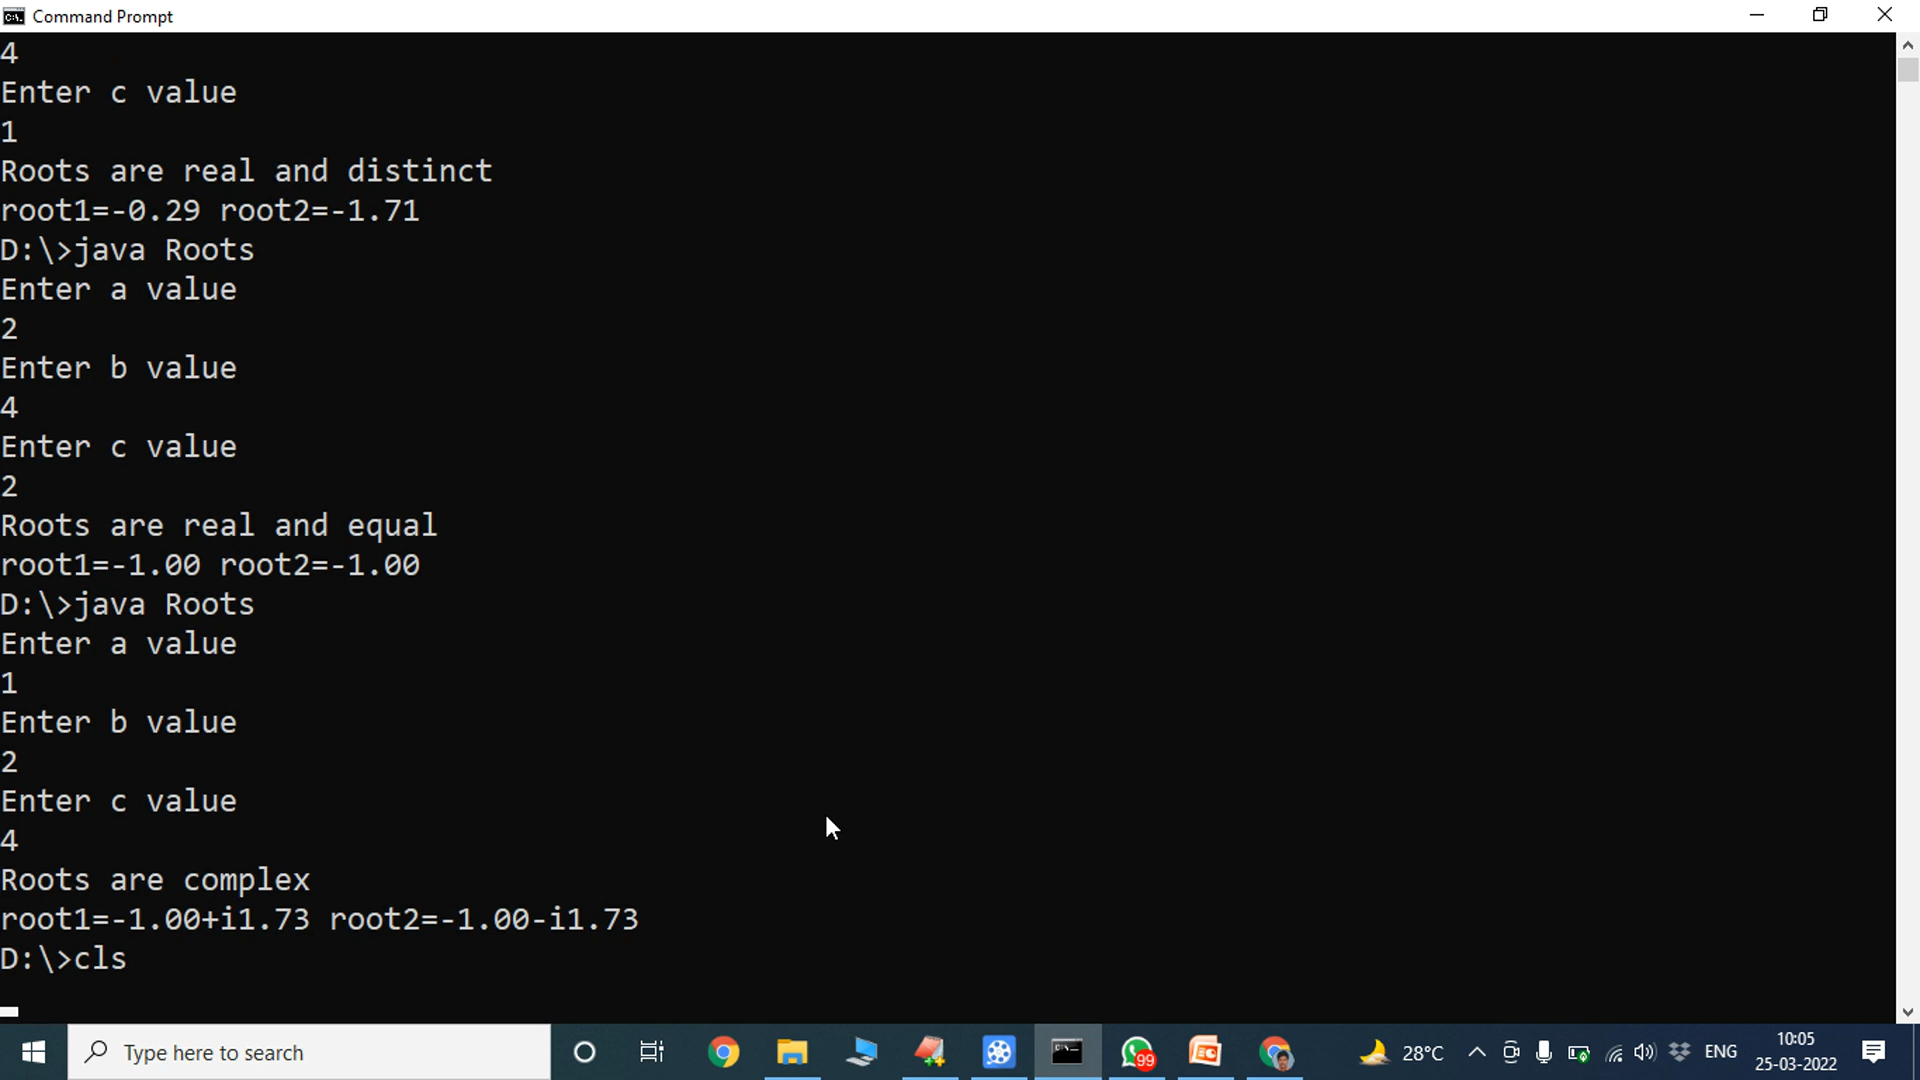 Command Prompt
4
Enter c value
1
Roots are real and distinct
root1=-0.29 root2=-1.71
D:\>java Roots
Enter a value
2
Enter b value
4
Enter c value
2
Roots are real and equal
root1=-1.00 root2=-1.00
D:\>java Roots
Enter a value
1
Enter b value
2
Enter c value
4
Roots are complex
root1=-1.00+i1.73 root2=-1.00-i1.73
D:\>cls
Type here to search
99
28°C
ENG
10:05
25-03-2022